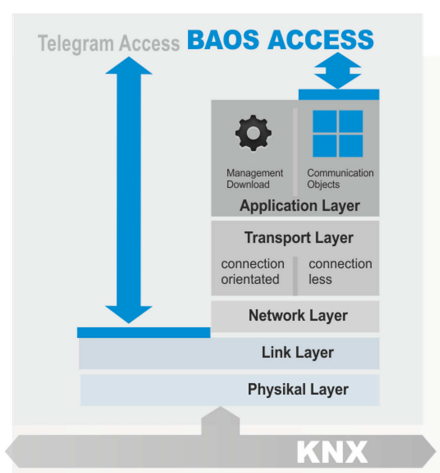 Telegram Access BAOS ACCESS
Management
Download
Communication
Objects
Application Layer
Transport Layer
connection
orientated
connection
less
Network Layer
Link Layer
Physikal Layer
KNX